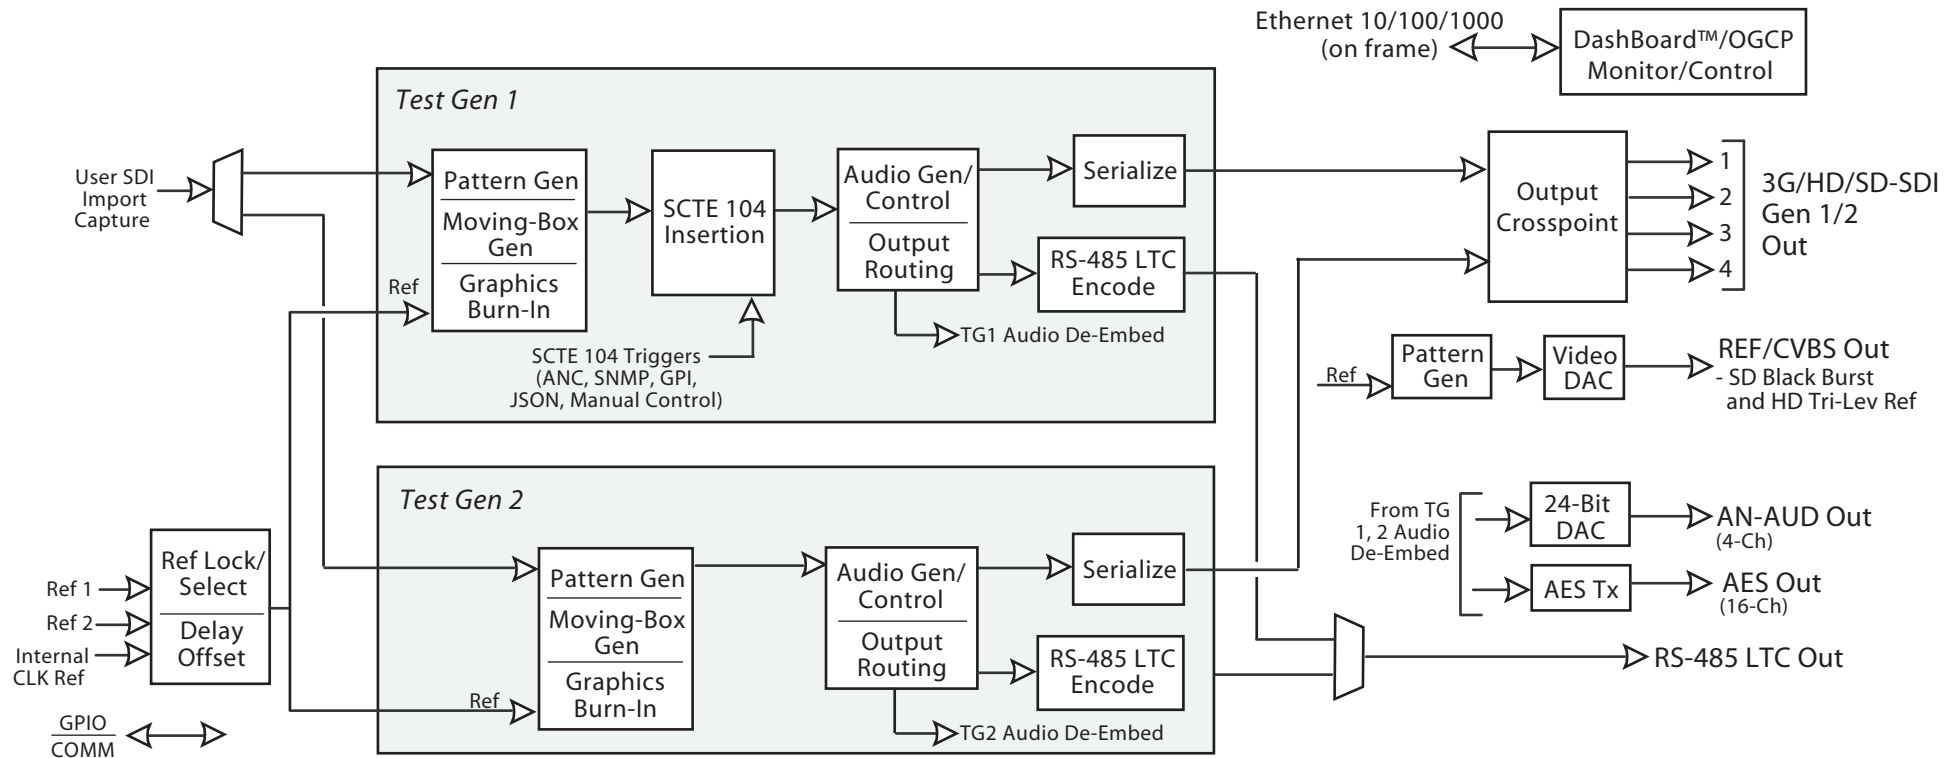 Ethernet 10/100/1000
(on frame)
DashBoard™/OGCP
Monitor/Control
Test Gen 1
User SDI
Import
Capture
Pattern Gen
Moving-Box
Gen
Graphics
Burn-In
Ref
SCTE 104
Insertion
SCTE 104 Triggers
(ANC, SNMP, GPI,
JSON, Manual Control)
Audio Gen/
Control
Output
Routing
Serialize
RS-485 LTC
Encode
TG1 Audio De-Embed
Output
Crosspoint
1
2
3
4
3G/HD/SD-SDI
Gen 1/2
Out
Ref
Pattern
Gen
Video
DAC
REF/CVBS Out
- SD Black Burst
and HD Tri-Lev Ref
Test Gen 2
Ref 1
Ref 2
Internal
CLK Ref
Ref Lock/
Select
Delay
Offset
GPIO
COMM
Pattern Gen
Moving-Box
Gen
Graphics
Burn-In
Ref
Audio Gen/
Control
Output
Routing
Serialize
RS-485 LTC
Encode
TG2 Audio De-Embed
From TG
1, 2 Audio
De-Embed
24-Bit
DAC
AN-AUD Out
(4-Ch)
AES Tx
AES Out
(16-Ch)
RS-485 LTC Out